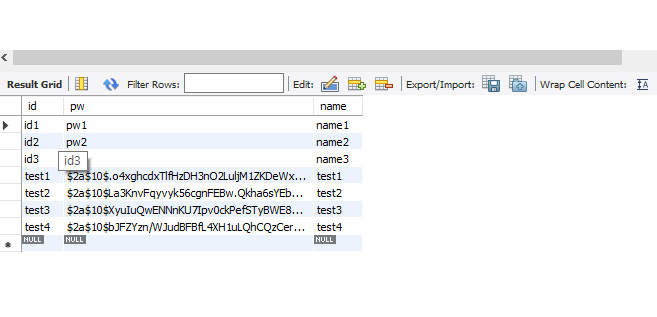 Result Grid Filter Rows: Edit: Export/Import: Wrap Cell Content:
id pw name
id1 pw1 name1
id2 pw2 name2
id3 name3
id3
test1 $2a$10$.o4xghcdxTlfHzDH3nO2LuljM1ZKDeWx... test1
test2 $2a$10$La3KnvFqyvyk56cgnFEBw.Qkha6sYEb... test2
test3 $2a$10$XyuIuQwENNnKU7Ipv0ckPefSTyBWE8... test3
test4 $2a$10$bJFZYzn/WJudBFBfL4XH1uLQhCQzCer... test4
NULL NULL NULL